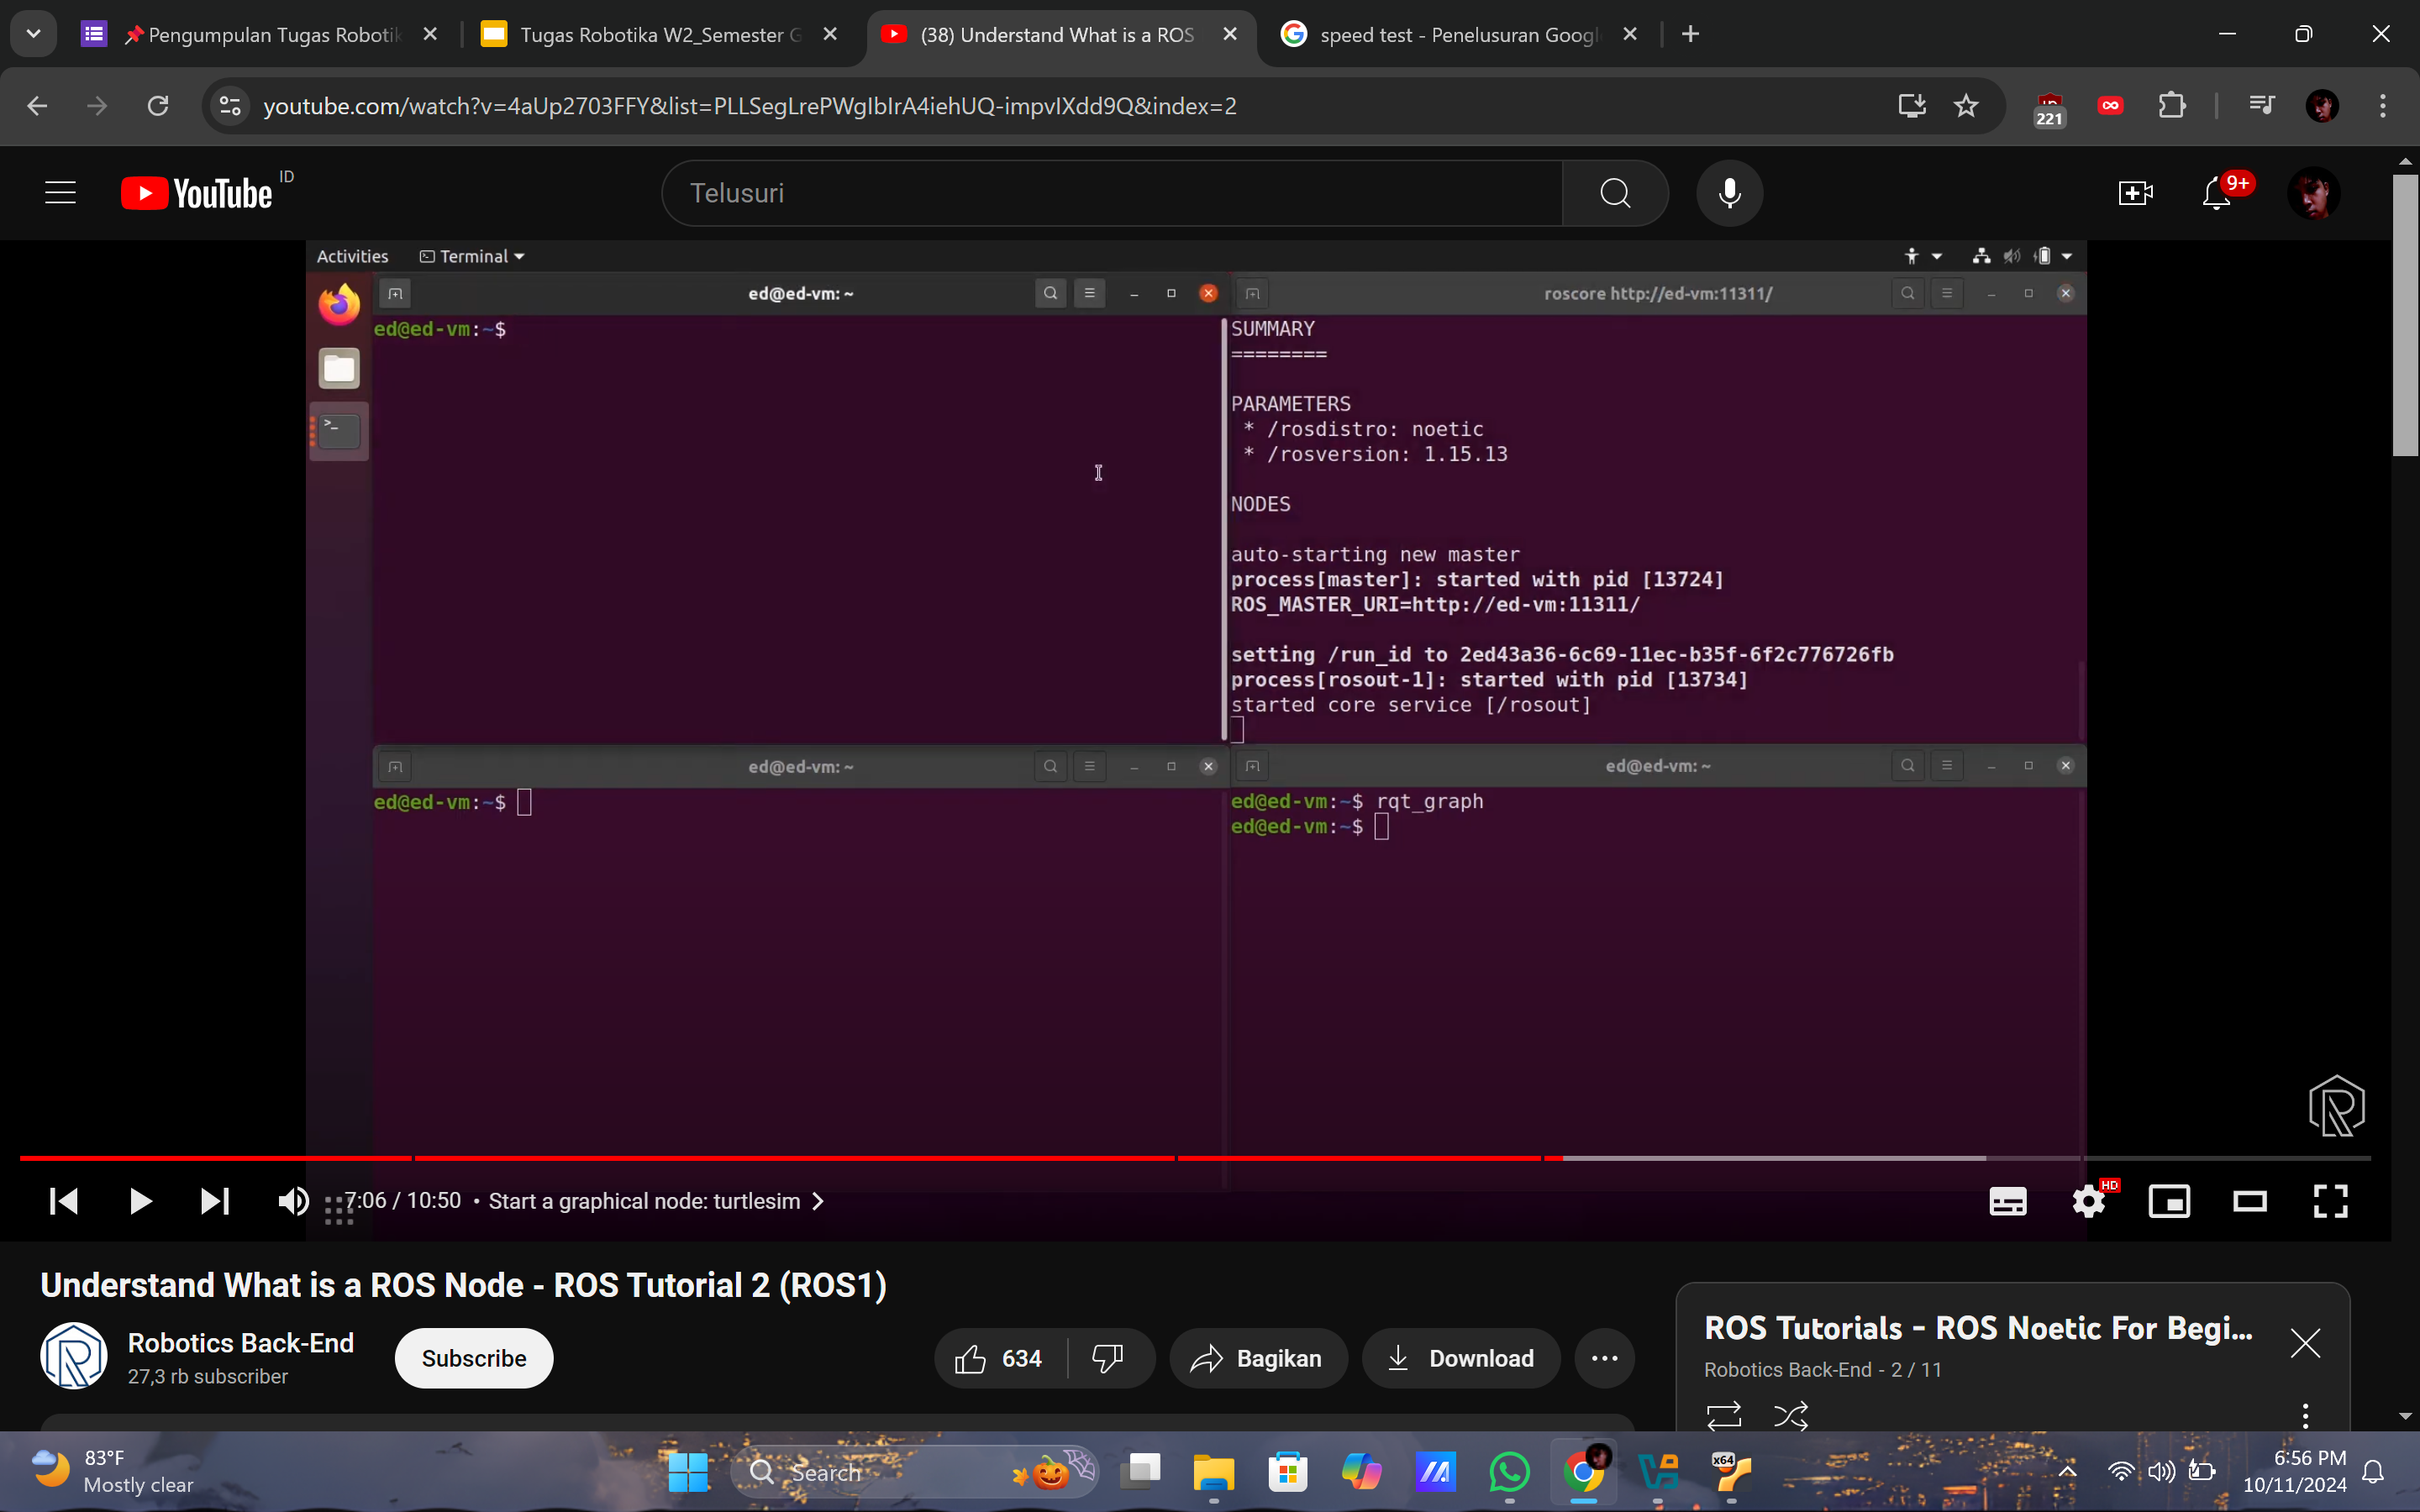 📌Pengumpulan Tugas Robotik
Tugas Robotika W2_Semester G
(38) Understand What is a ROS
speed test - Penelusuran Googl
youtube.com/watch?v=4aUp2703FFY&list=PLLSegLrePWgIbIrA4iehUQ-impvIXdd9Q&index=2
221
YouTube ID
Telusuri
9+
Activities
Terminal
ed@ed-vm: ~
ed@ed-vm:~$
roscore http://ed-vm:11311/
SUMMARY
========
PARAMETERS
* /rosdistro: noetic
* /rosversion: 1.15.13
NODES
auto-starting new master
process[master]: started with pid [13724]
ROS_MASTER_URI=http://ed-vm:11311/
setting /run_id to 2ed43a36-6c69-11ec-b35f-6f2c776726fb
process[rosout-1]: started with pid [13734]
started core service [/rosout]
ed@ed-vm: ~
ed@ed-vm:~$
ed@ed-vm: ~
ed@ed-vm:~$ rqt_graph
ed@ed-vm:~$
7:06 / 10:50 • Start a graphical node: turtlesim
HD
Understand What is a ROS Node - ROS Tutorial 2 (ROS1)
Robotics Back-End
27,3 rb subscriber
Subscribe
634
Bagikan
Download
ROS Tutorials - ROS Noetic For Begi...
Robotics Back-End - 2 / 11
83°F
Mostly clear
Search
x64
6:56 PM
10/11/2024